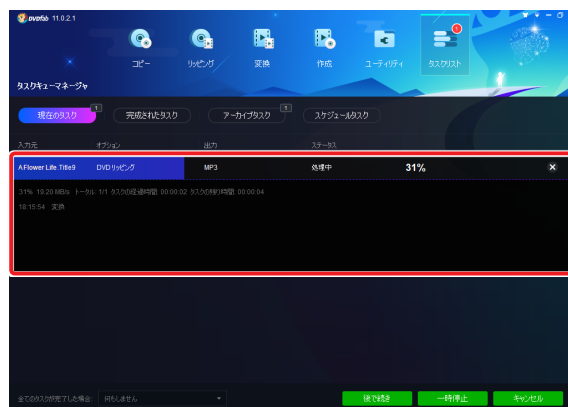 DVDFab 11.0.2.1
コピー リッピング 変換 作成 ユーティリティ タスクリスト
タスクキューマネージャ
現在のタスク 1 完成されたタスク アーカイブタスク 1 スケジュールタスク
入力元 オプション 出力 ステータス
A Flower Life.Title9 DVD リッピング MP3 処理中 31%
31% 19.20 MB/s トータル: 1/1 タスクの経過時間: 00:00:02 タスクの残り時間: 00:00:04
18:15:54 変換
全てのタスクが完了した場合: 何もしません 後で続き 一時停止 キャンセル